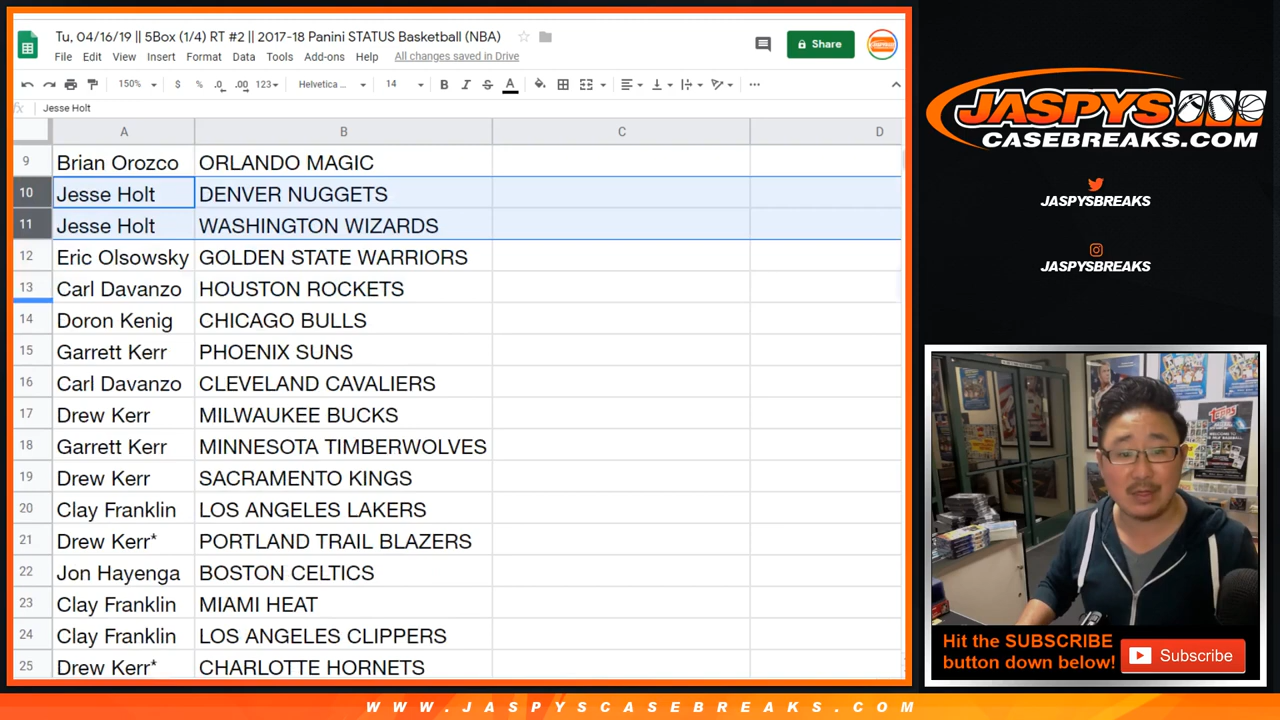 Tu, 04/16/19 || 5Box (1/4) RT #2 || 2017-18 Panini STATUS Basketball (NBA)
File Edit View Insert Format Data Tools Add-ons Help All changes saved in Drive
Share
150% $ % .0 .00 123 Helvetica ... 14 B I S A
fx Jesse Holt
A B C D
9 Brian Orozco ORLANDO MAGIC
10 Jesse Holt DENVER NUGGETS
11 Jesse Holt WASHINGTON WIZARDS
12 Eric Olsowsky GOLDEN STATE WARRIORS
13 Carl Davanzo HOUSTON ROCKETS
14 Doron Kenig CHICAGO BULLS
15 Garrett Kerr PHOENIX SUNS
16 Carl Davanzo CLEVELAND CAVALIERS
17 Drew Kerr MILWAUKEE BUCKS
18 Garrett Kerr MINNESOTA TIMBERWOLVES
19 Drew Kerr SACRAMENTO KINGS
20 Clay Franklin LOS ANGELES LAKERS
21 Drew Kerr* PORTLAND TRAIL BLAZERS
22 Jon Hayenga BOSTON CELTICS
23 Clay Franklin MIAMI HEAT
24 Clay Franklin LOS ANGELES CLIPPERS
25 Drew Kerr* CHARLOTTE HORNETS
JASPYS
CASEBREAKS.COM
JASPYSBREAKS
JASPYSBREAKS
Topps
Hit the SUBSCRIBE
button down below!
Subscribe
WWW.JASPYSCASEBREAKS.COM